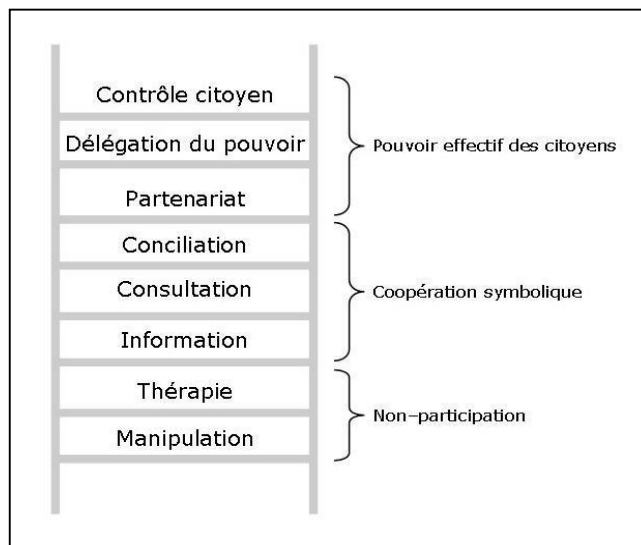 Contrôle citoyen
Délégation du pouvoir
Partenariat
Pouvoir effectif des citoyens
Conciliation
Consultation
Information
Coopération symbolique
Thérapie
Manipulation
Non-participation